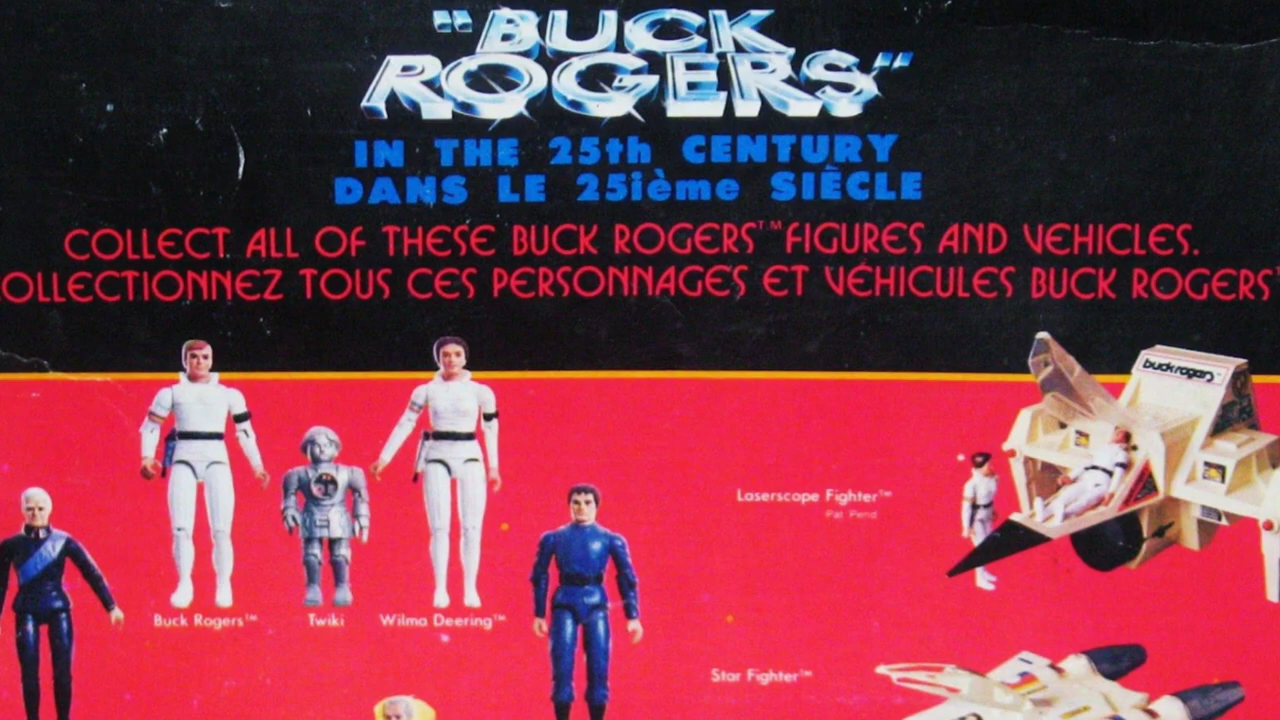 "BUCK
ROGERS"
IN THE 25th CENTURY
DANS LE 25ième SIÈCLE
COLLECT ALL OF THESE BUCK ROGERS™ FIGURES AND VEHICLES.
OLLECTIONNEZ TOUS CES PERSONNAGES ET VÉHICULES BUCK ROGERS
buck rogers™
Laserscope Fighter™
Pat. Pend.
Buck Rogers™
Twiki
Wilma Deering™
Star Fighter™